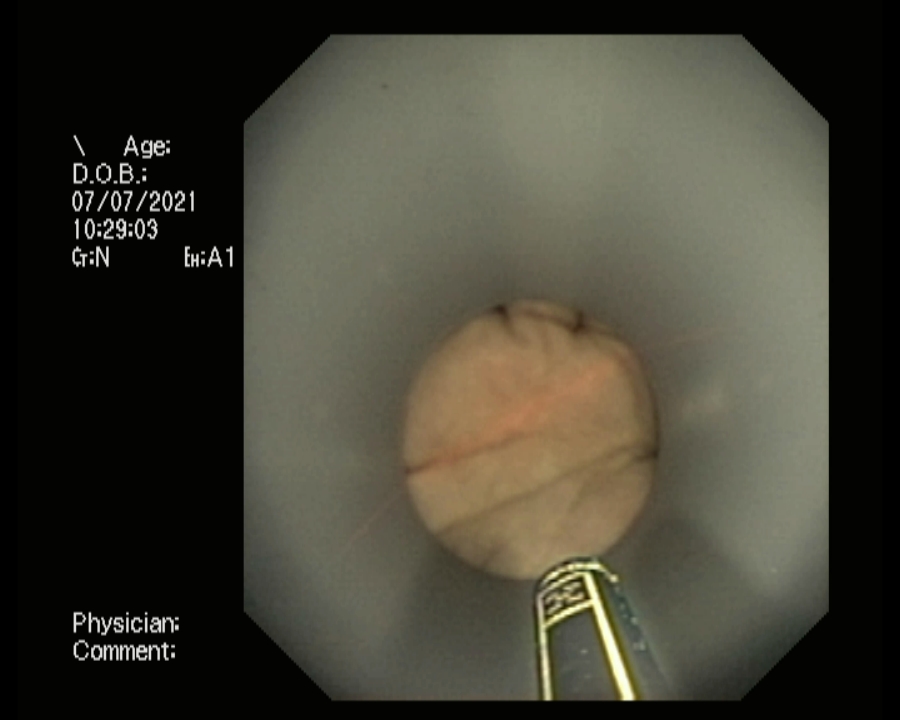 \ Age:
D.O.B.:
07/07/2021
10:29:03
Cr:N Eh:A1
Physician:
Comment: